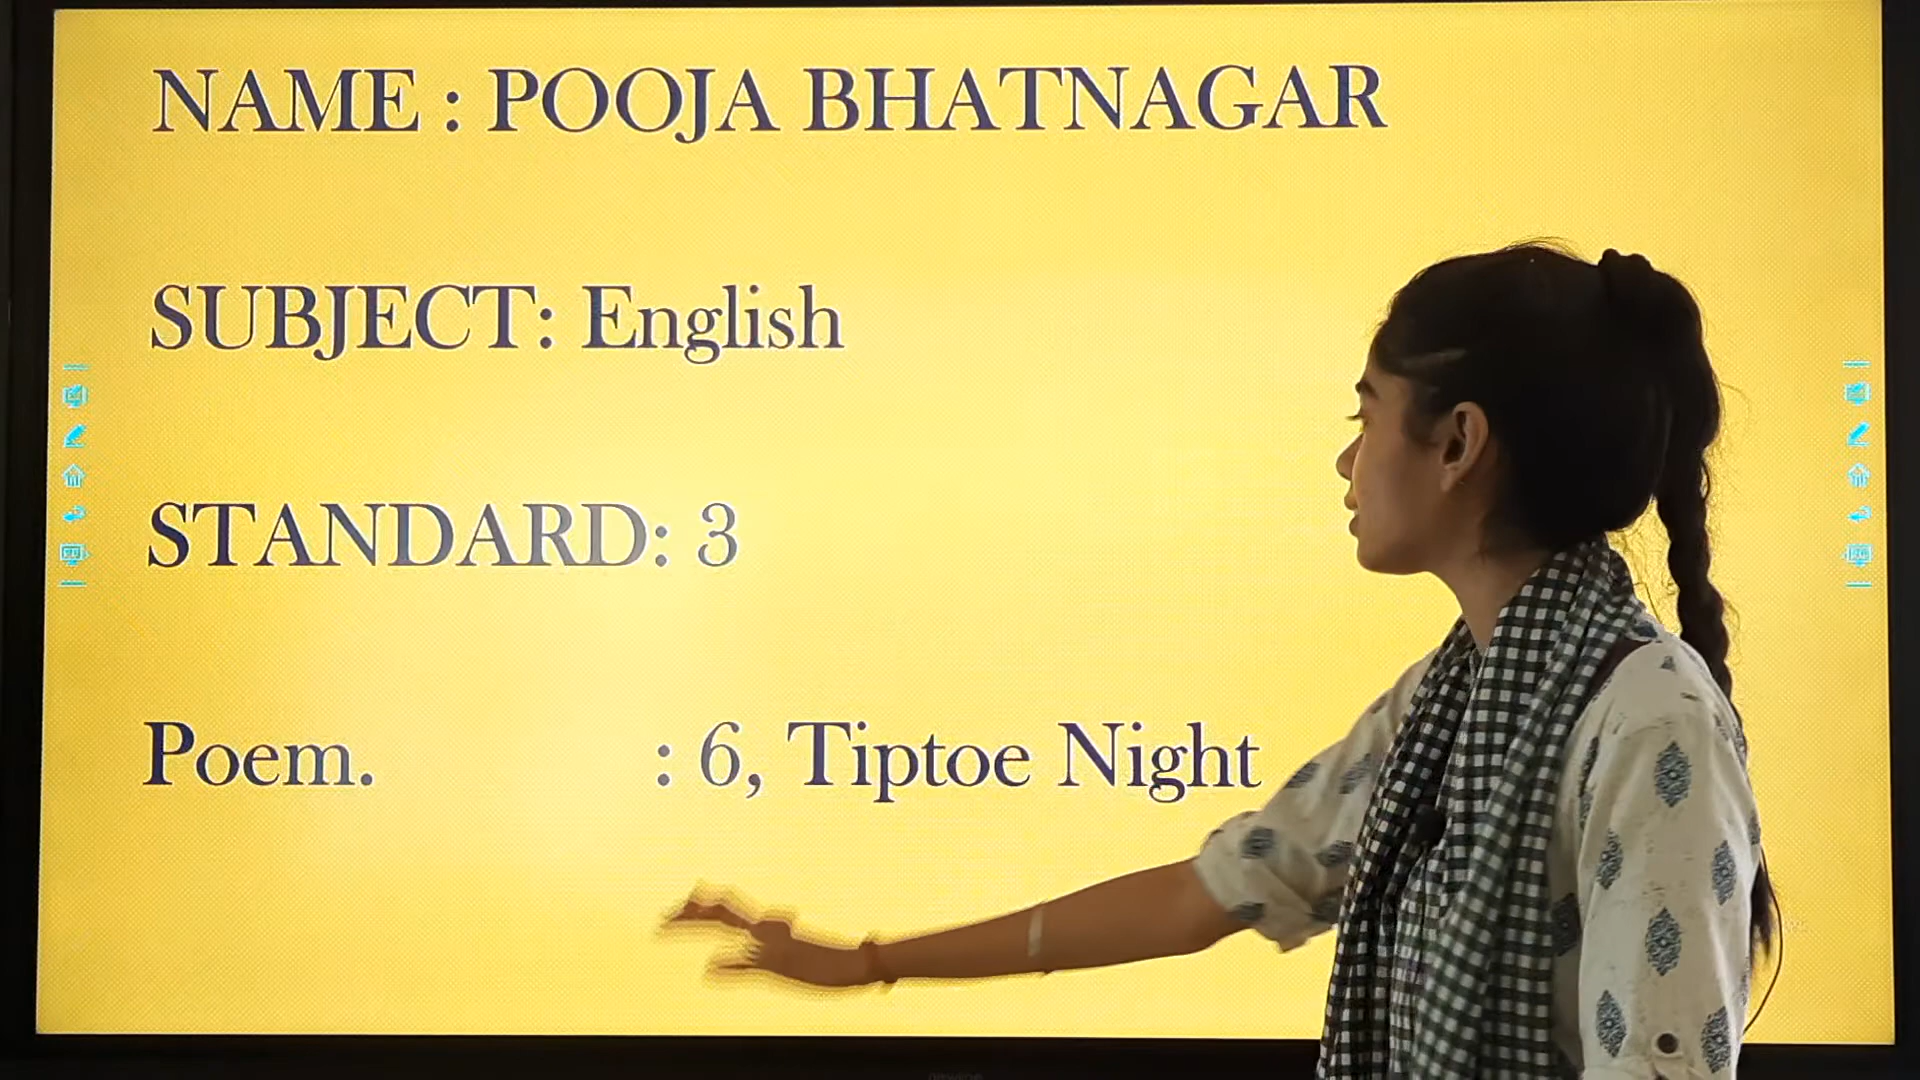 NAME : POOJA BHATNAGAR
SUBJECT: English
STANDARD: 3
Poem. : 6, Tiptoe Night